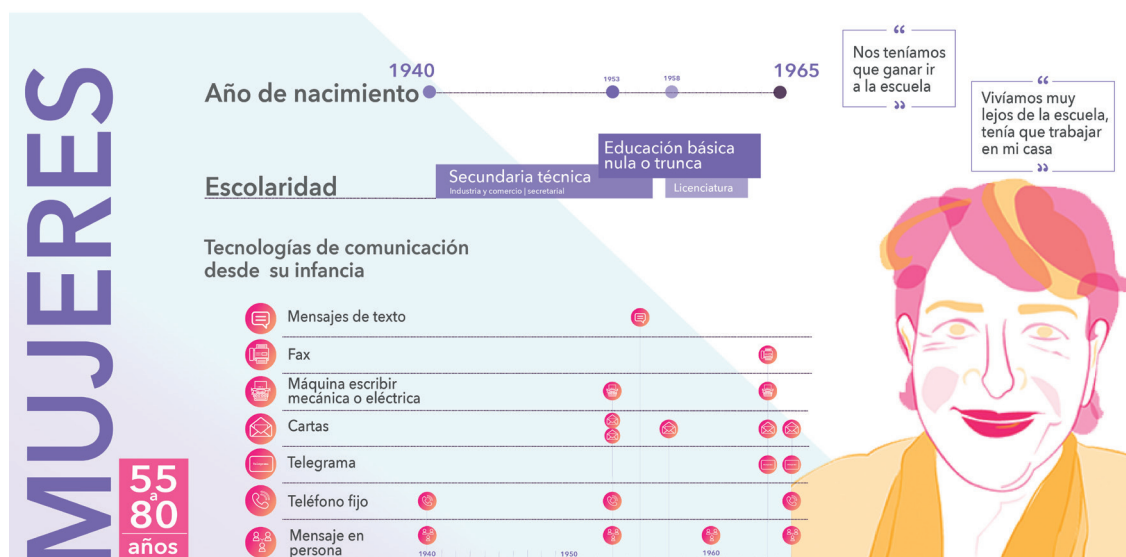 MUJERES
55
a
80
años
Año de nacimiento
1940
1953
1958
1965
Escolaridad
Secundaria técnica
Industria y comercio | secretarial
Educación básica
nula o trunca
Licenciatura
Tecnologías de comunicación
desde su infancia
Mensajes de texto
Fax
Máquina escribir
mecánica o eléctrica
Cartas
Telegrama
Teléfono fijo
Mensaje en
persona
1940
1950
1960
“
Nos teníamos
que ganar ir
a la escuela
”
“
Vivíamos muy
lejos de la escuela,
tenía que trabajar
en mi casa
”